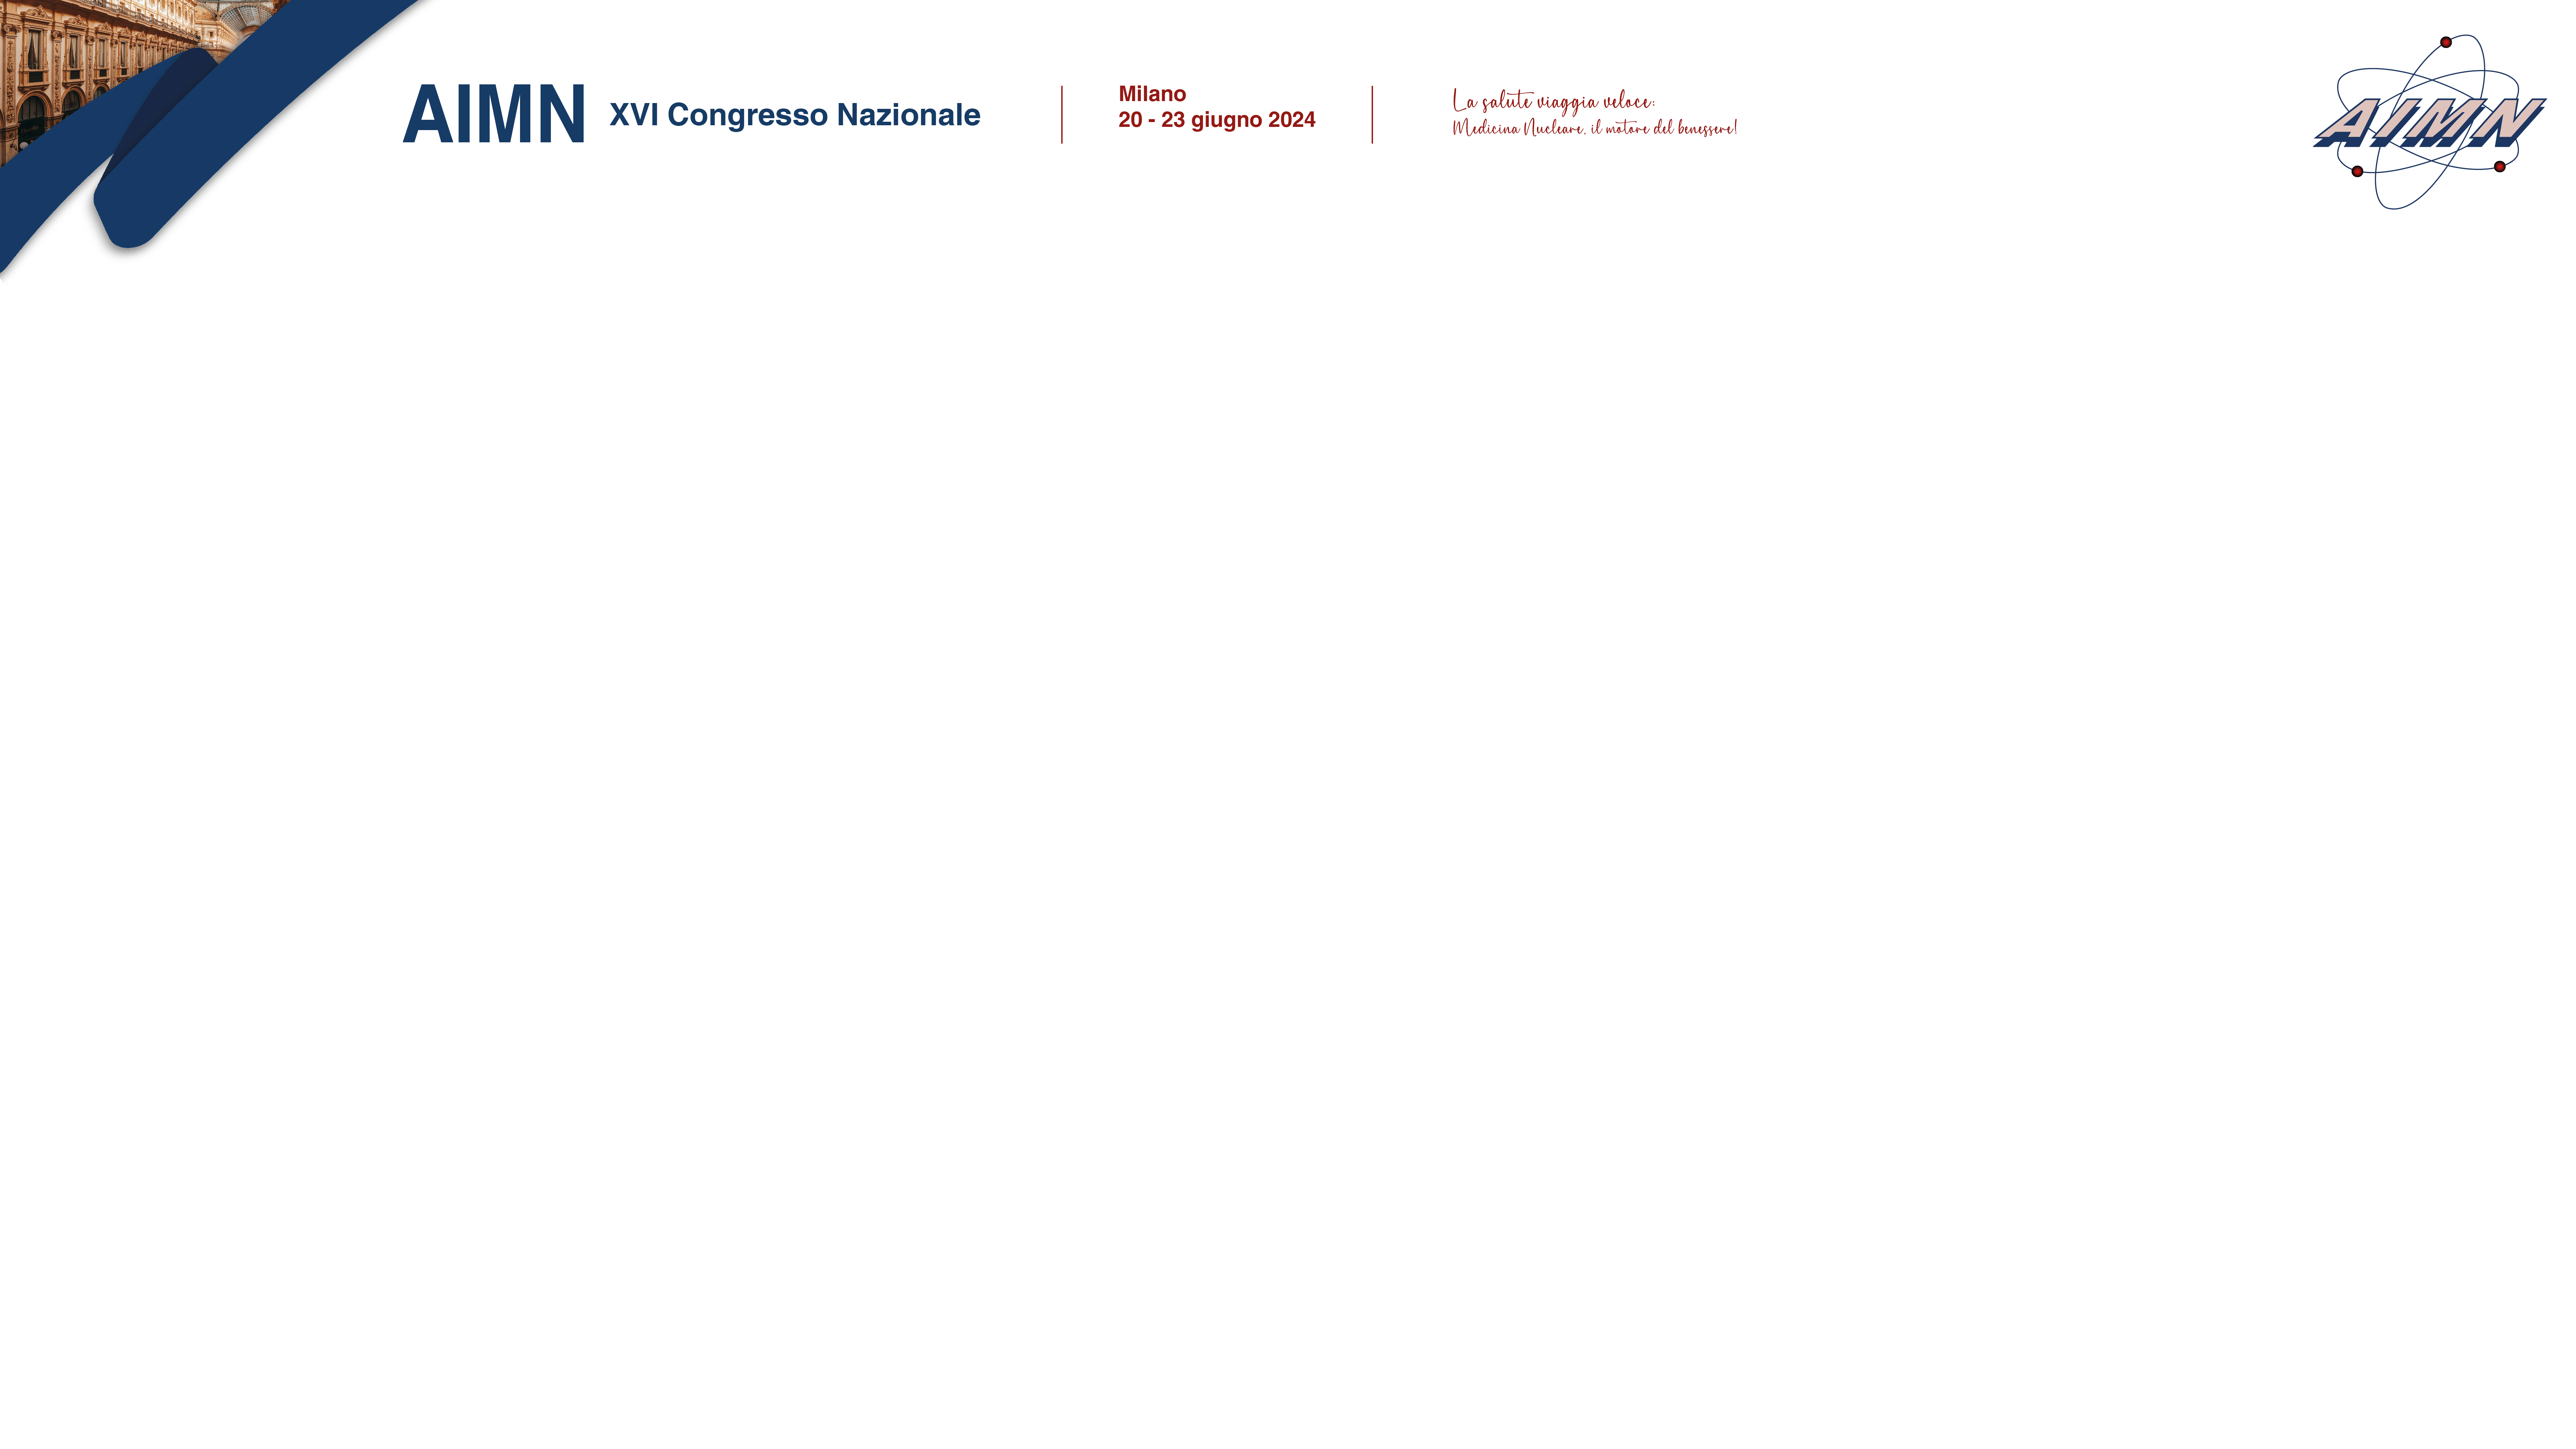 AIMN XVI Congresso Nazionale
Milano
20 - 23 giugno 2024
La salute viaggia veloce:
Medicina Nucleare, il motore del benessere!
AIMN